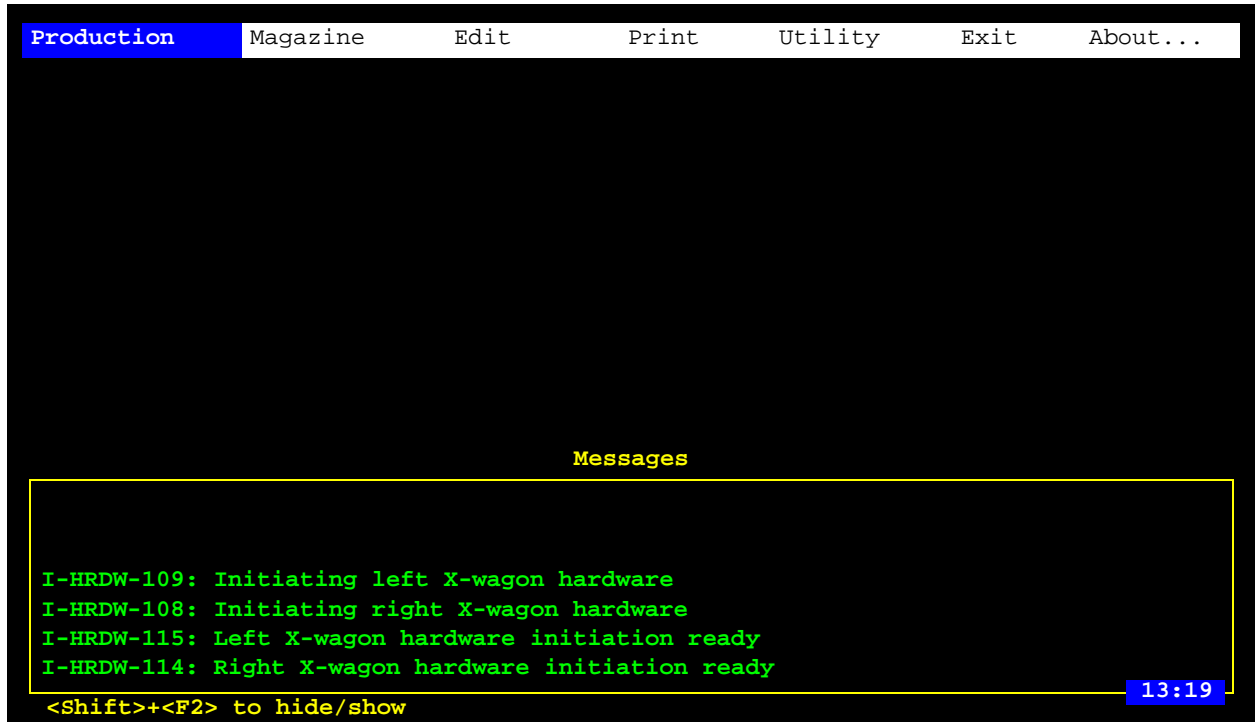 Production Magazine Edit Print Utility Exit About...
Messages
I-HRDW-109: Initiating left X-wagon hardware
I-HRDW-108: Initiating right X-wagon hardware
I-HRDW-115: Left X-wagon hardware initiation ready
I-HRDW-114: Right X-wagon hardware initiation ready
13:19
<Shift>+<F2> to hide/show